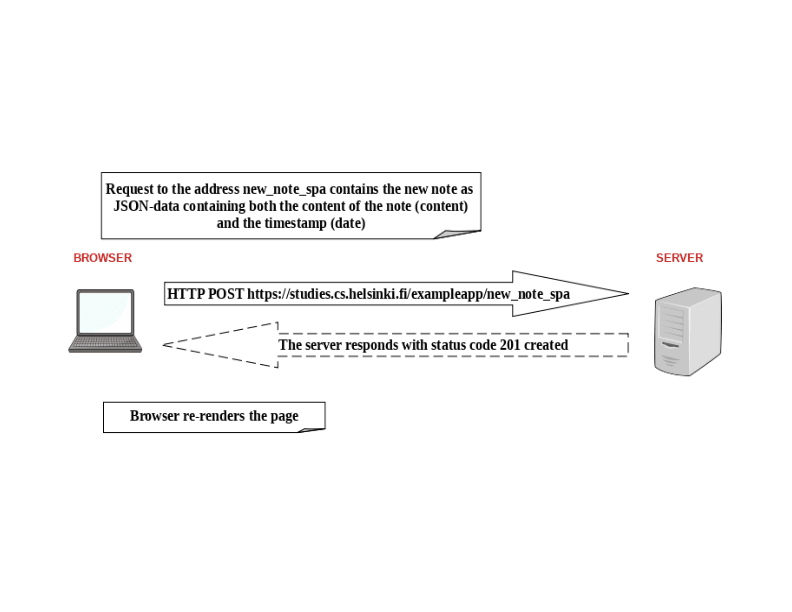 Request to the address new_note_spa contains the new note as
JSON-data containing both the content of the note (content)
and the timestamp (date)
BROWSER
SERVER
HTTP POST https://studies.cs.helsinki.fi/exampleapp/new_note_spa
The server responds with status code 201 created
Browser re-renders the page